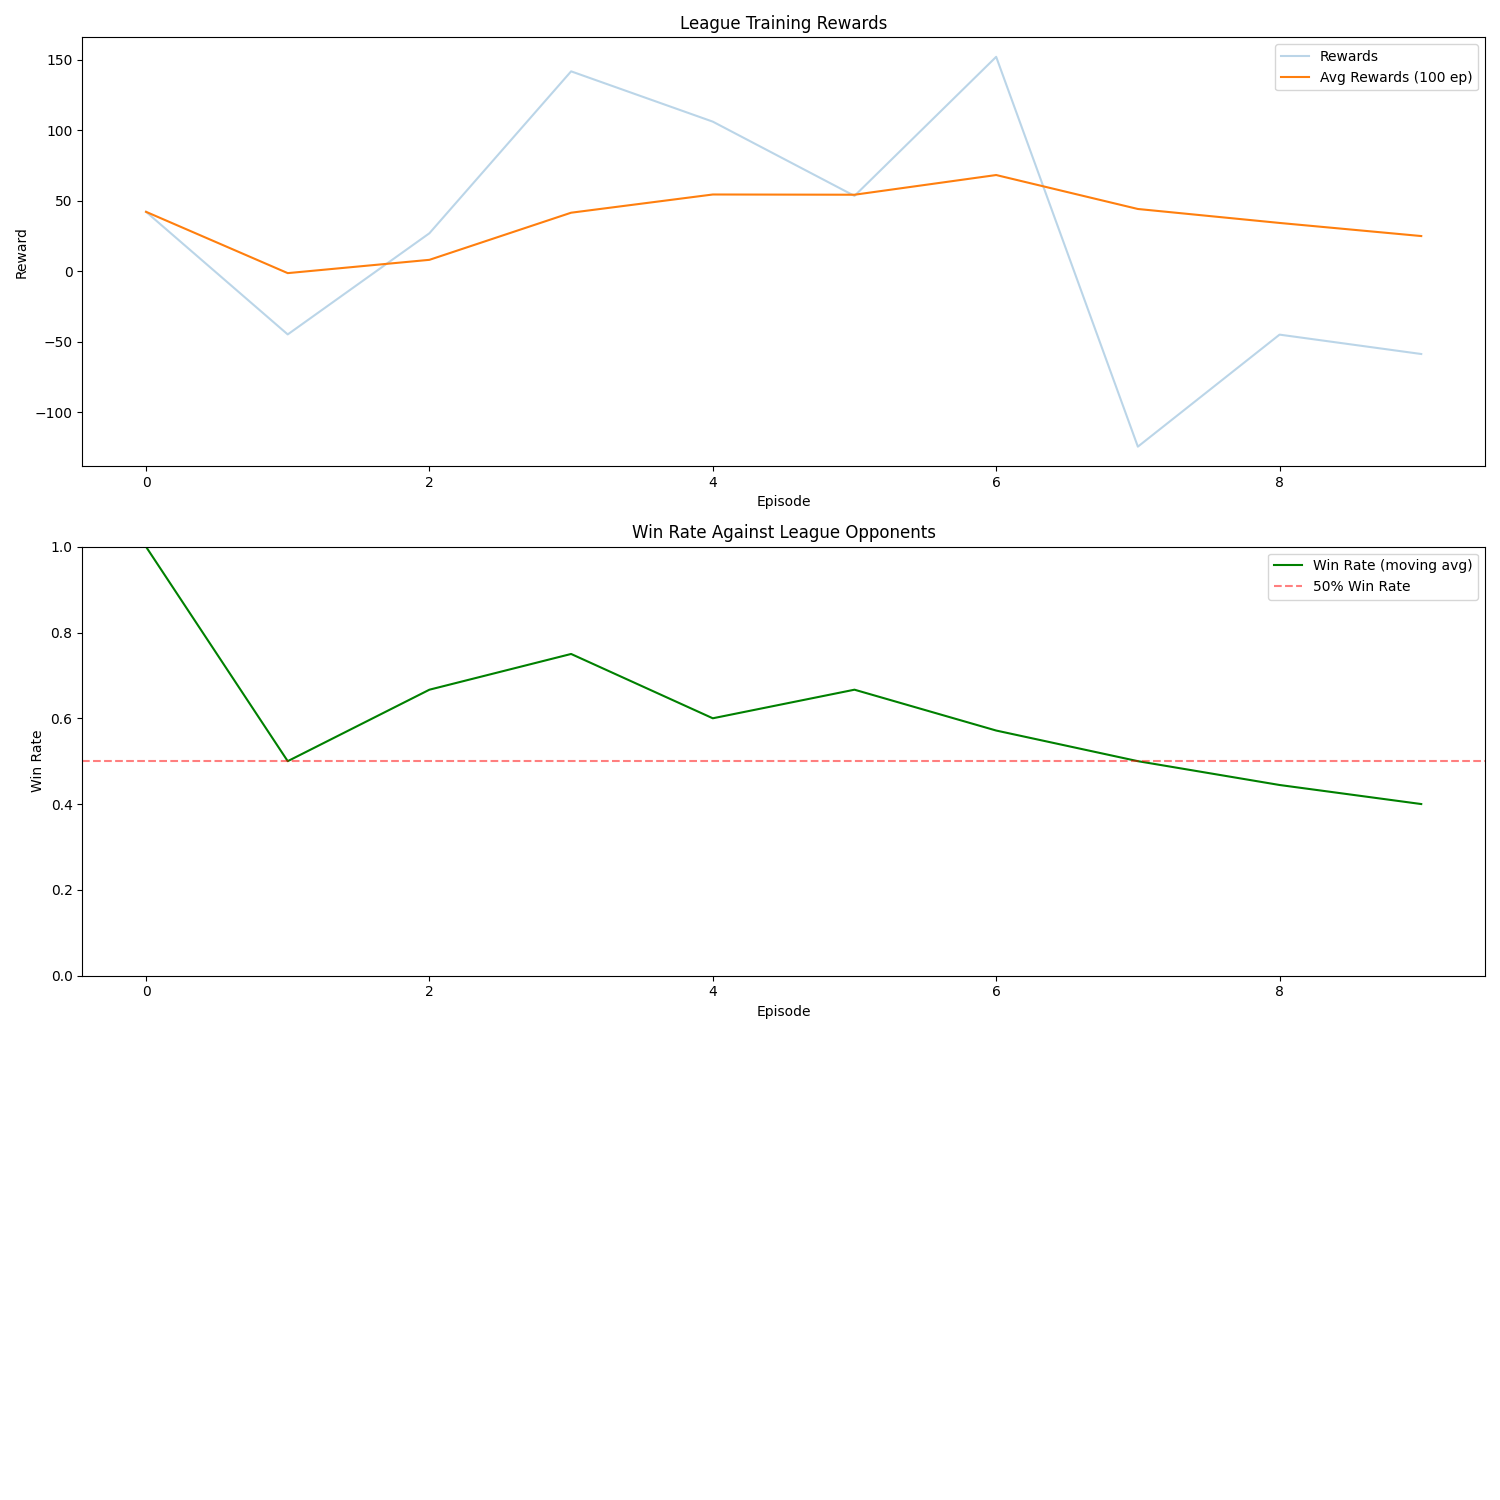 League Training Rewards
Rewards
Avg Rewards (100 ep)
150
100
50
0
−50
−100
Reward
0 2 4 6 8
Episode
Win Rate Against League Opponents
Win Rate (moving avg)
50% Win Rate
1.0
0.8
0.6
0.4
0.2
0.0
Win Rate
0 2 4 6 8
Episode